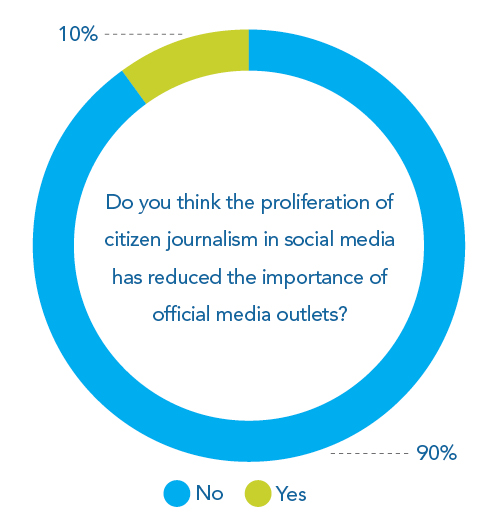 10%
Do you think the proliferation of
citizen journalism in social media
has reduced the importance of
official media outlets?
90%
No Yes